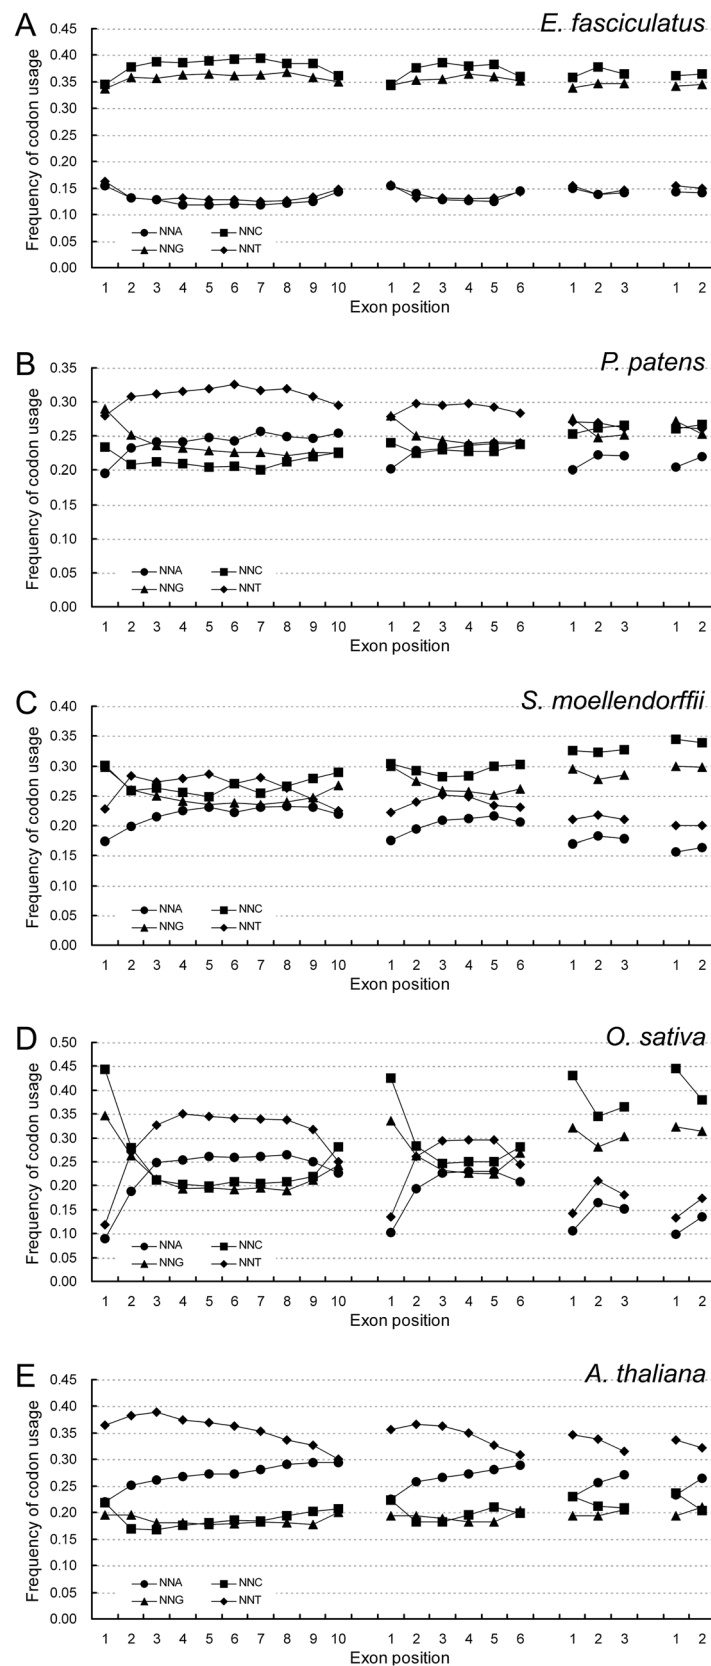 A
E. fasciculatus
Frequency of codon usage
0.45
0.40
0.35
0.30
0.25
0.20
0.15
0.10
0.05
0.00
NNA NNC
NNG NNT
1 2 3 4 5 6 7 8 9 10 1 2 3 4 5 6 1 2 3 1 2
Exon position
B
P. patens
Frequency of codon usage
0.35
0.30
0.25
0.20
0.15
0.10
0.05
0.00
NNA NNC
NNG NNT
1 2 3 4 5 6 7 8 9 10 1 2 3 4 5 6 1 2 3 1 2
Exon position
C
S. moellendorffii
Frequency of codon usage
0.40
0.35
0.30
0.25
0.20
0.15
0.10
0.05
0.00
NNA NNC
NNG NNT
1 2 3 4 5 6 7 8 9 10 1 2 3 4 5 6 1 2 3 1 2
Exon position
D
O. sativa
Frequency of codon usage
0.50
0.45
0.40
0.35
0.30
0.25
0.20
0.15
0.10
0.05
0.00
NNA NNC
NNG NNT
1 2 3 4 5 6 7 8 9 10 1 2 3 4 5 6 1 2 3 1 2
Exon position
E
A. thaliana
Frequency of codon usage
0.45
0.40
0.35
0.30
0.25
0.20
0.15
0.10
0.05
0.00
NNA NNC
NNG NNT
1 2 3 4 5 6 7 8 9 10 1 2 3 4 5 6 1 2 3 1 2
Exon position